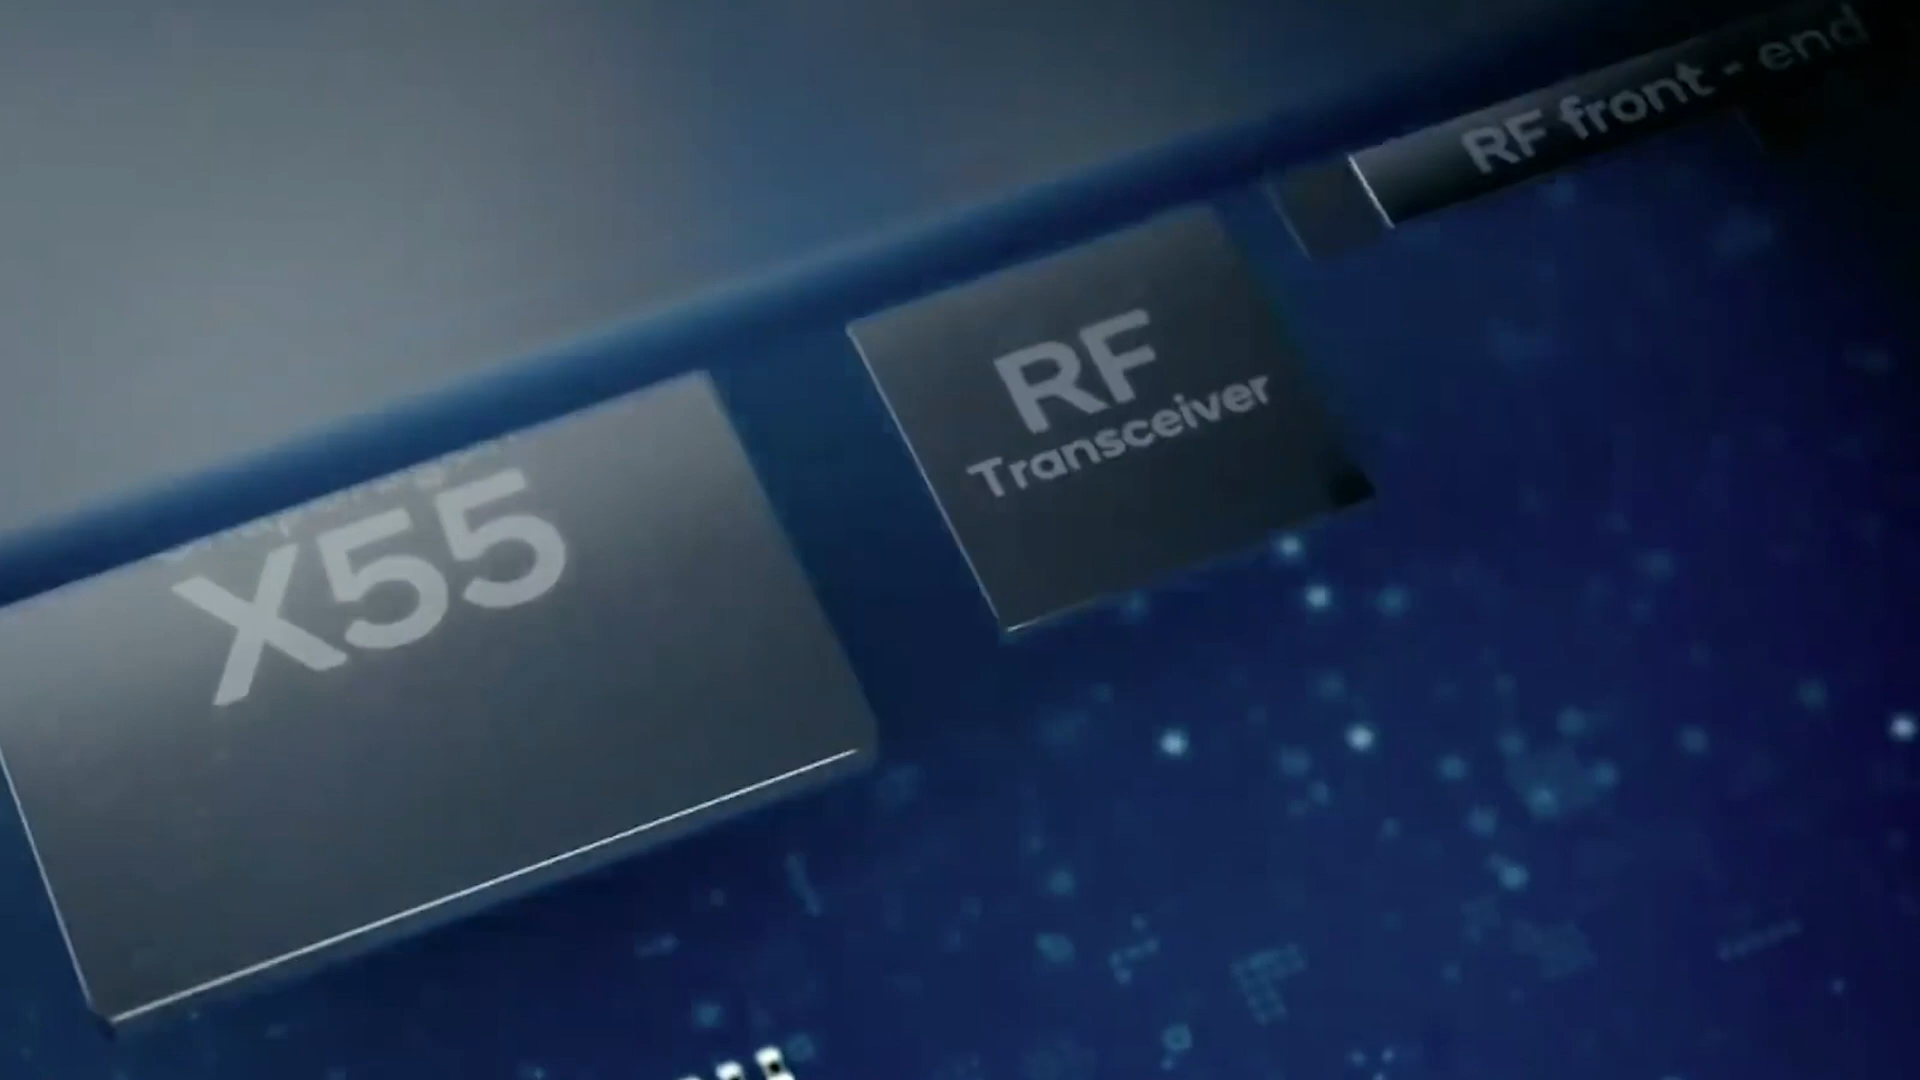 X55
RF
Transceiver
RF front - end